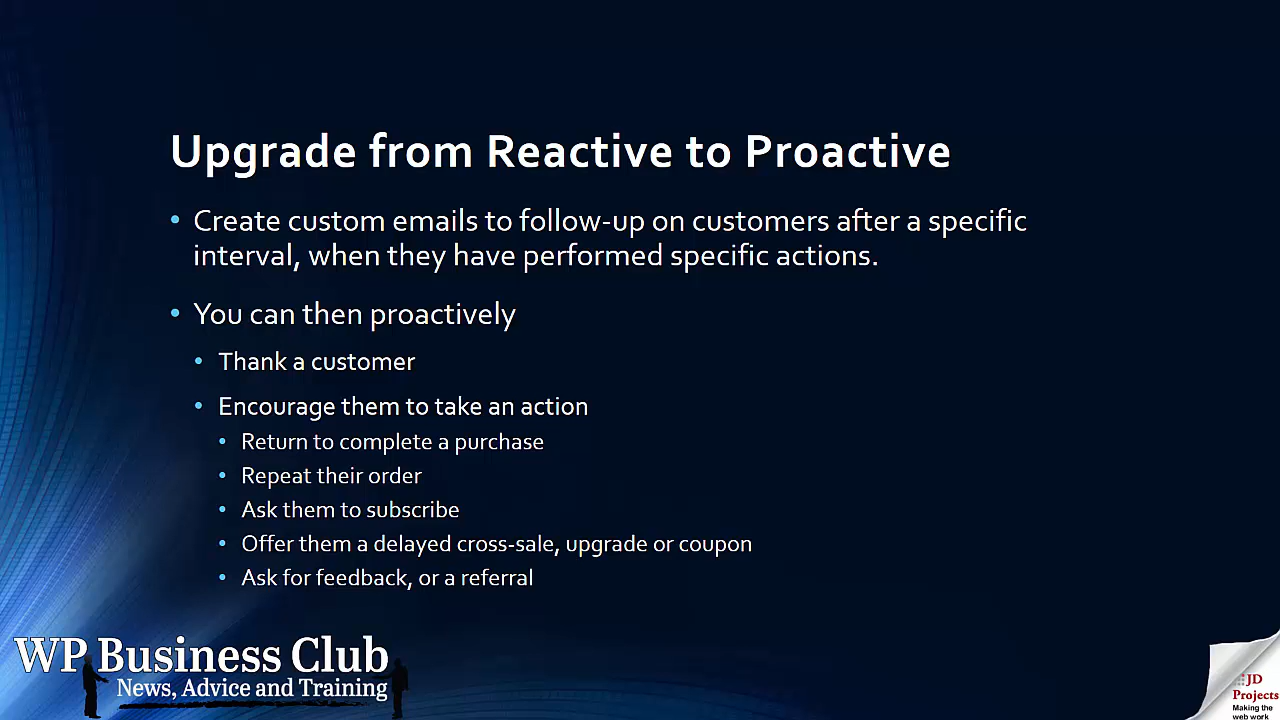 Upgrade from Reactive to Proactive
• Create custom emails to follow-up on customers after a specific
interval, when they have performed specific actions.
• You can then proactively
• Thank a customer
• Encourage them to take an action
• Return to complete a purchase
• Repeat their order
• Ask them to subscribe
• Offer them a delayed cross-sale, upgrade or coupon
• Ask for feedback, or a referral
WP Business Club
News, Advice and Training
JD
Projects
Making the
web work